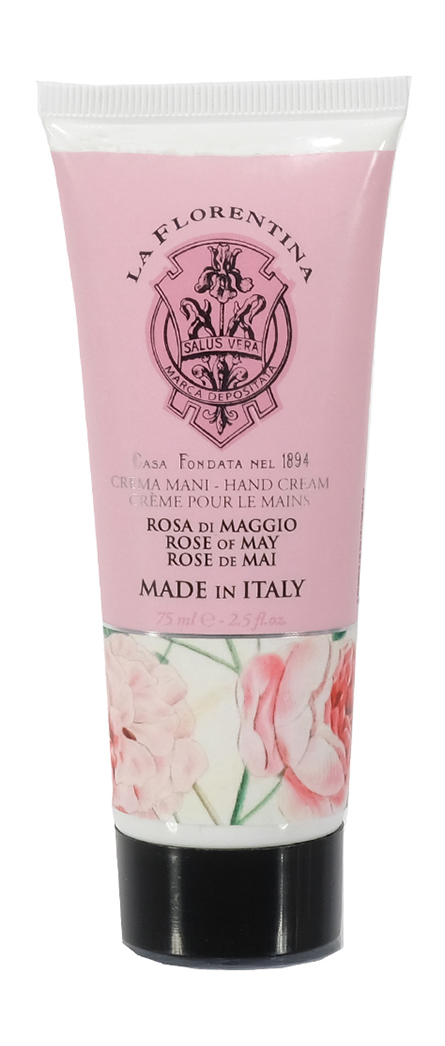 LA FLORENTINA
SALUS VERA
MARCA DEPOSITATA
CASA FONDATA NEL 1894
CREMA MANI - HAND CREAM
CRÈME POUR LE MAINS
ROSA DI MAGGIO
ROSE OF MAY
ROSE DE MAI
MADE IN ITALY
75 ml ℮ - 2.5 fl.oz.